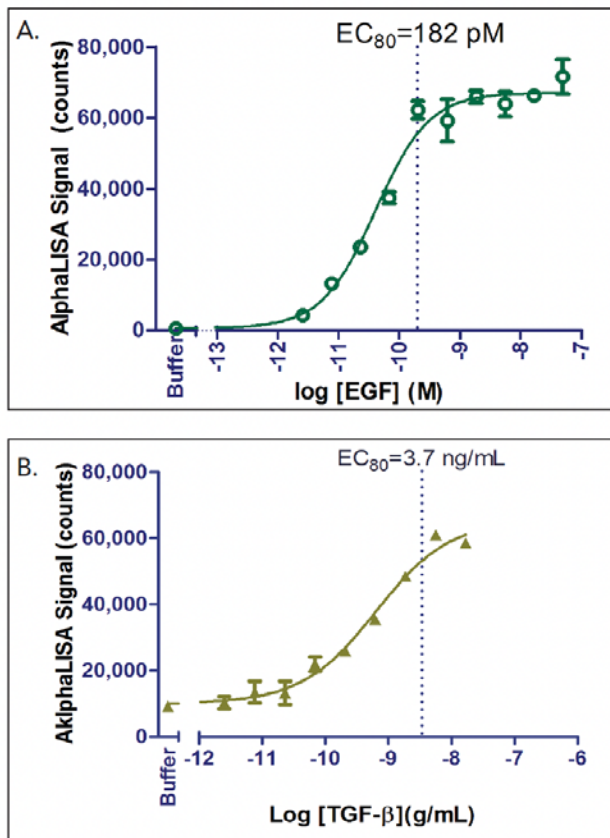 A.
EC80=182 pM
80,000
60,000
40,000
20,000
0
AlphaLISA Signal (counts)
Buffer
-13
-12
-11
-10
-9
-8
-7
log [EGF] (M)
B.
EC80=3.7 ng/mL
80,000
60,000
40,000
20,000
0
AklphaLISA Signal (counts)
Buffer
-12
-11
-10
-9
-8
-7
-6
Log [TGF-β](g/mL)